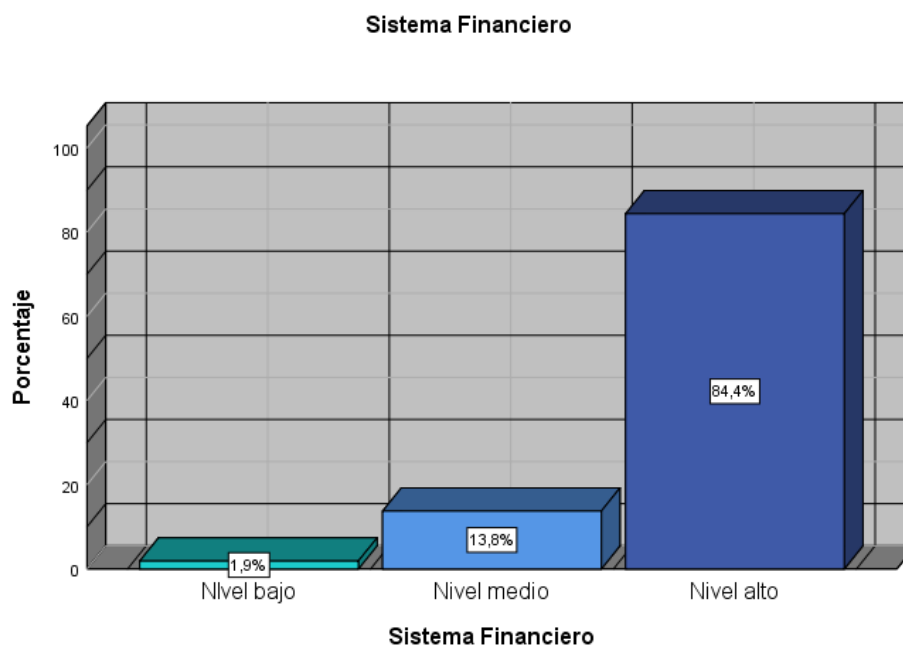 Sistema Financiero
Porcentaje
100
80
60
40
20
0
1,9%
13,8%
84,4%
NIvel bajo
Nivel medio
Nivel alto
Sistema Financiero